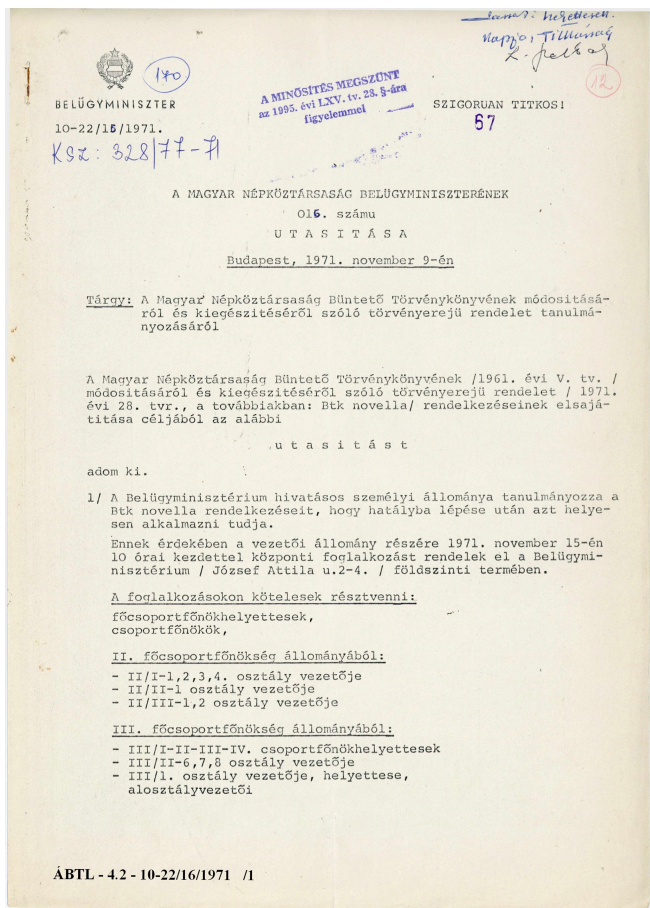 170
12
BELÜGYMINISZTER
A MINŐSÍTÉS MEGSZÜNT
az 1995. évi LXV. tv. 28. §-ára
figyelemmel
SZIGORUAN TITKOS!
67
10-22/16/1971.
KSZ: 328/77-71
A MAGYAR NÉPKÖZTÁRSASÁG BELÜGYMINISZTERÉNEK
016. számu
U T A S I T Á S A
Budapest, 1971. november 9-én
Tárgy: A Magyar Népköztársaság Büntető Törvénykönyvének módositásá-
ról és kiegészitéséről szóló törvényerejü rendelet tanulmá-
nyozásáról
A Magyar Népköztársaság Büntető Törvénykönyvének /1961. évi V. tv. /
módositásáról és kiegészitéséről szóló törvényerejü rendelet / 1971.
évi 28. tvr., a továbbiakban: Btk novella/ rendelkezéseinek elsajá-
titása céljából az alábbi
u t a s i t á s t
adom ki.
1/ A Belügyminisztérium hivatásos személyi állománya tanulmányozza a
Btk novella rendelkezéseit, hogy hatályba lépése után azt helye-
sen alkalmazni tudja.
Ennek érdekében a vezetői állomány részére 1971. november 15-én
10 órai kezdettel központi foglalkozást rendelek el a Belügymi-
nisztérium / József Attila u.2-4. / földszinti termében.
A foglalkozásokon kötelesek résztvenni:
főcsoportfőnökhelyettesek,
csoportfőnökök,
II. főcsoportfőnökség állományából:
- II/I-1,2,3,4. osztály vezetője
- II/II-1 osztály vezetője
- II/III-1,2 osztály vezetője
III. főcsoportfőnökség állományából:
- III/I-II-III-IV. csoportfőnökhelyettesek
- III/II-6,7,8 osztály vezetője
- III/1. osztály vezetője, helyettese,
alosztályvezetői
ÁBTL - 4.2 - 10-22/16/1971 /1